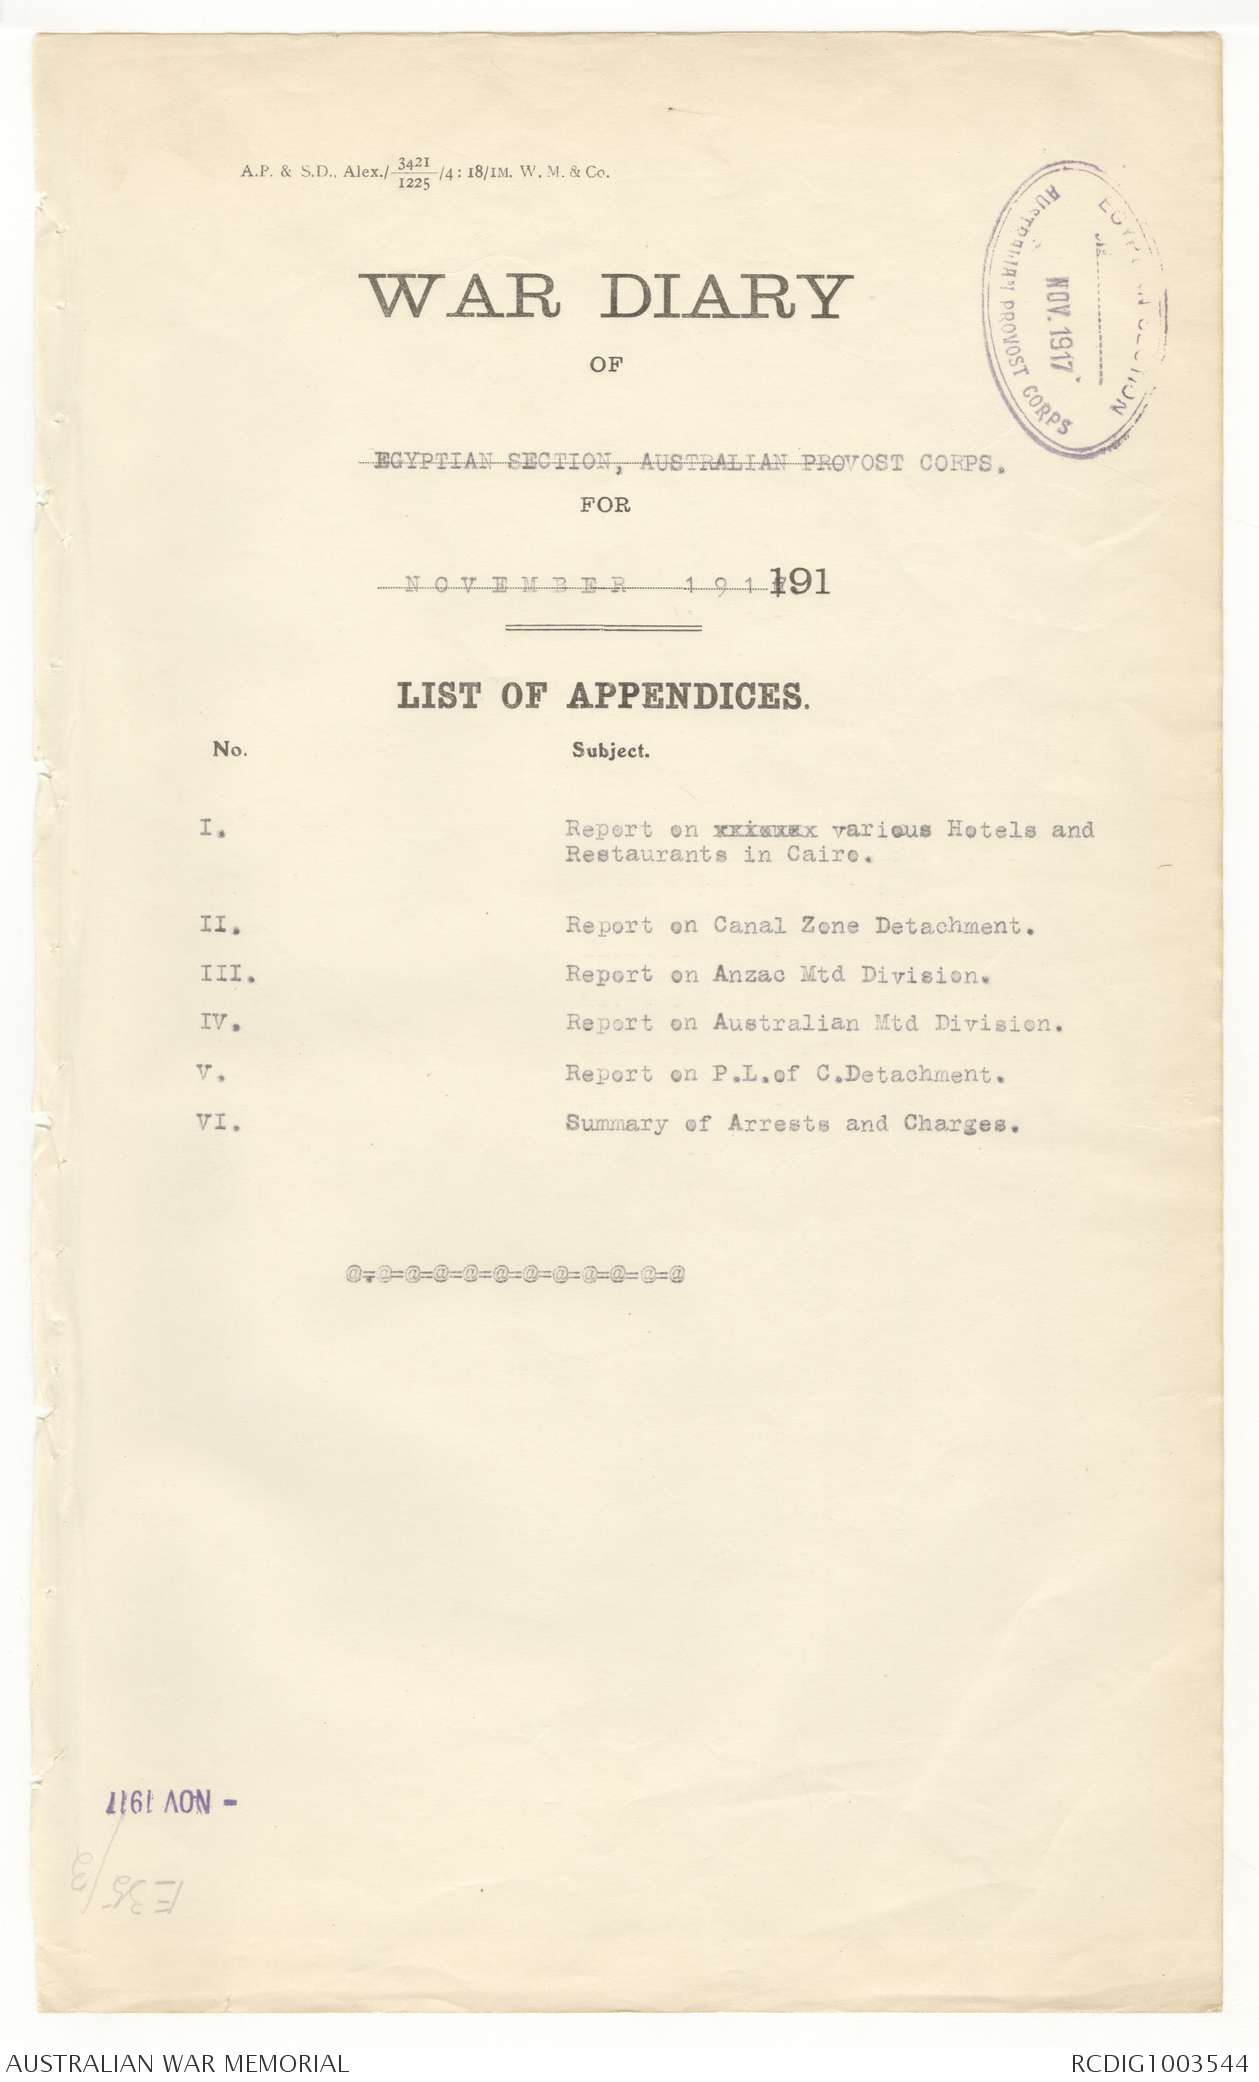 A.P. & S.D., Alex./3421/1225/4: 18/1M. W. M. & Co.
EGYPTIAN SECTION
NOV. 1917
AUSTRALIAN PROVOST CORPS
WAR DIARY
OF
EGYPTIAN SECTION, AUSTRALIAN PROVOST CORPS.
FOR
NOVEMBER 1917 191
LIST OF APPENDICES.
No. Subject.
I. Report on various Hotels and
Restaurants in Cairo.
II. Report on Canal Zone Detachment.
III. Report on Anzac Mtd Division.
IV. Report on Australian Mtd Division.
V. Report on P.L.of C.Detachment.
VI. Summary of Arrests and Charges.
@=@=@=@=@=@=@=@=@=@=@=@
- NOV 1917
E35/3
AUSTRALIAN WAR MEMORIAL
RCDIG1003544